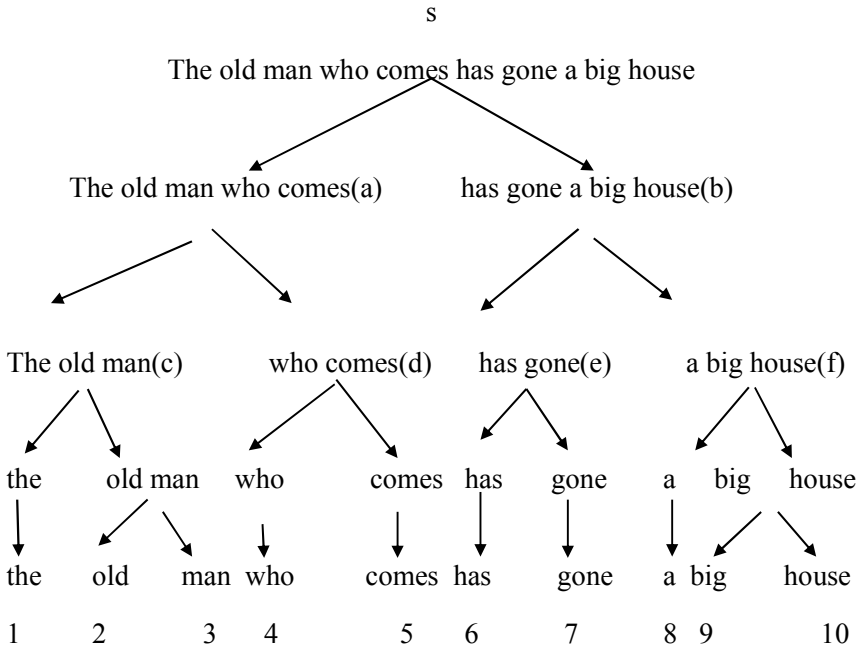 s
The old man who comes has gone a big house
The old man who comes(a) has gone a big house(b)
The old man(c) who comes(d) has gone(e) a big house(f)
the old man who comes has gone a big house
the old man who comes has gone a big house
1 2 3 4 5 6 7 8 9 10